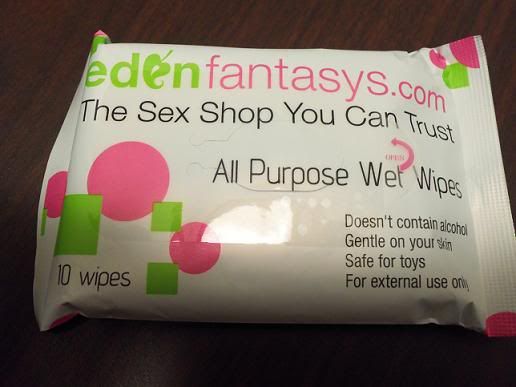 edenfantasys.com
The Sex Shop You Can Trust
OPEN
All Purpose Wet Wipes
Doesn't contain alcohol
Gentle on your skin
Safe for toys
For external use only
10 wipes